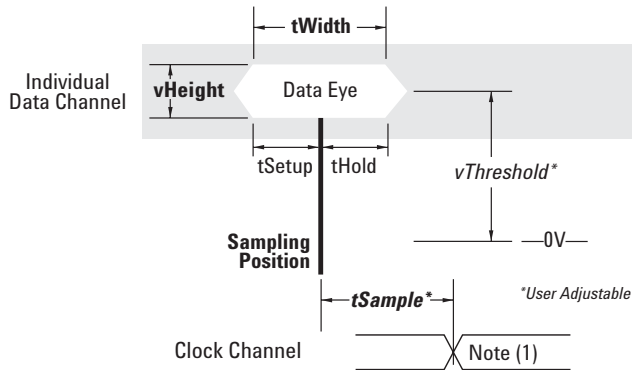 tWidth
Individual
Data Channel
vHeight
Data Eye
tSetup
tHold
vThreshold*
Sampling
Position
0V
tSample*
*User Adjustable
Clock Channel
Note (1)